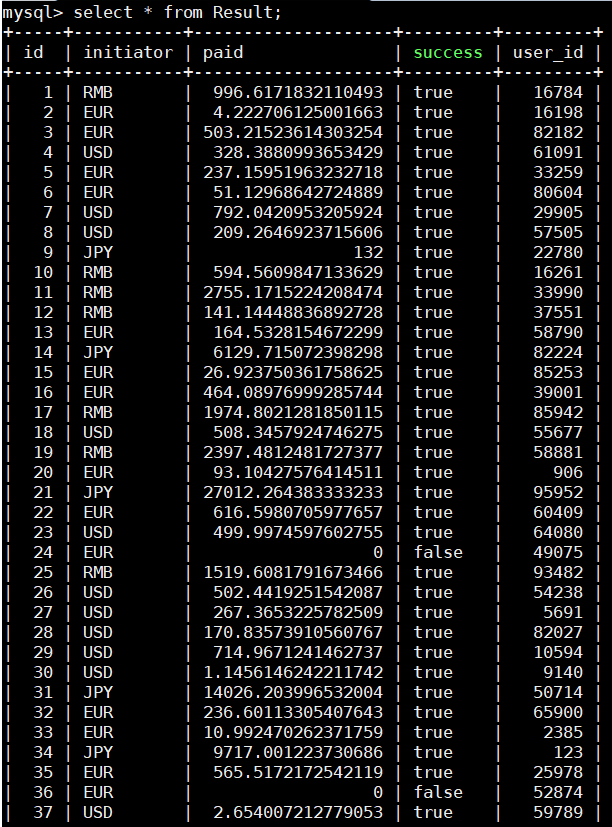 mysql> select * from Result;
+-----+-----------+--------------------+---------+---------+
| id | initiator | paid | success | user_id |
+-----+-----------+--------------------+---------+---------+
| 1 | RMB | 996.6171832110493 | true | 16784 |
| 2 | EUR | 4.222706125001663 | true | 16198 |
| 3 | EUR | 503.21523614303254 | true | 82182 |
| 4 | USD | 328.3880993653429 | true | 61091 |
| 5 | EUR | 237.15951963232718 | true | 33259 |
| 6 | EUR | 51.12968642724889 | true | 80604 |
| 7 | USD | 792.0420953205924 | true | 29905 |
| 8 | USD | 209.2646923715606 | true | 57505 |
| 9 | JPY | 132 | true | 22780 |
| 10 | RMB | 594.5609847133629 | true | 16261 |
| 11 | RMB | 2755.1715224208474 | true | 33990 |
| 12 | RMB | 141.14448836892728 | true | 37551 |
| 13 | EUR | 164.5328154672299 | true | 58790 |
| 14 | JPY | 6129.715072398298 | true | 82224 |
| 15 | EUR | 26.923750361758625 | true | 85253 |
| 16 | EUR | 464.08976999285744 | true | 39001 |
| 17 | RMB | 1974.8021281850115 | true | 85942 |
| 18 | USD | 508.3457924746275 | true | 55677 |
| 19 | RMB | 2397.4812481727377 | true | 58881 |
| 20 | EUR | 93.10427576414511 | true | 906 |
| 21 | JPY | 27012.264383333233 | true | 95952 |
| 22 | EUR | 616.5980705977657 | true | 60409 |
| 23 | USD | 499.9974597602755 | true | 64080 |
| 24 | EUR | 0 | false | 49075 |
| 25 | RMB | 1519.6081791673466 | true | 93482 |
| 26 | USD | 502.4419251542087 | true | 54238 |
| 27 | USD | 267.3653225782509 | true | 5691 |
| 28 | USD | 170.83573910560767 | true | 82027 |
| 29 | USD | 714.9671241462737 | true | 10594 |
| 30 | USD | 1.1456146242211742 | true | 9140 |
| 31 | JPY | 14026.203996532004 | true | 50714 |
| 32 | EUR | 236.60113305407643 | true | 65900 |
| 33 | EUR | 10.992470262371759 | true | 2385 |
| 34 | JPY | 9717.001223730686 | true | 123 |
| 35 | EUR | 565.5172172542119 | true | 25978 |
| 36 | EUR | 0 | false | 52874 |
| 37 | USD | 2.654007212779053 | true | 59789 |